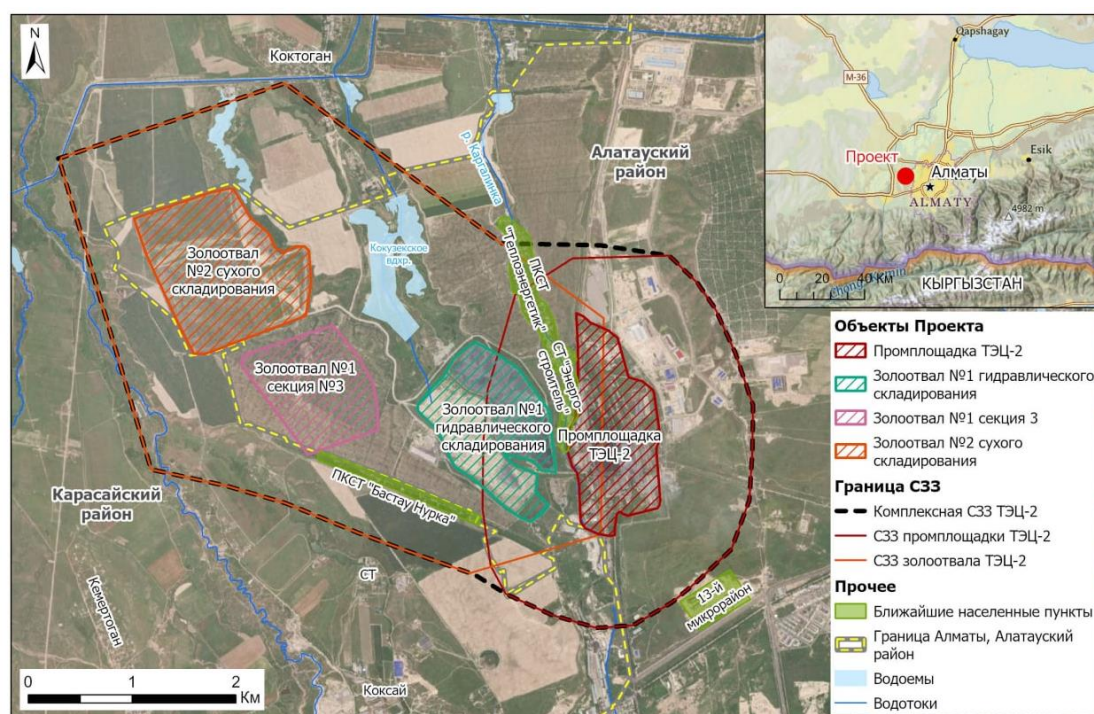 N
Коктоган
р. Каргалинка
Алатауский
район
Золоотвал
№2 сухого
складирования
Кокузекское
вдхр.
ПКСТ
"Теплоэнергетик"
СТ "Энерго-
строитель"
Золоотвал №1
секция №3
Золоотвал №1
гидравлического
складирования
Промплощадка
ТЭЦ-2
ПКСТ "Бастау Нурка"
Карасайский
район
Кемертоган
СТ
13-й
микрорайон
Коксай
0 1 2
Км
Qapshagay
M-36
Проект
Алматы
ALMATY
Esik
4982 m
0 20 40 Км
КЫРГЫЗСТАН
Объекты Проекта
Промплощадка ТЭЦ-2
Золоотвал №1 гидравлического
складирования
Золоотвал №1 секция 3
Золоотвал №2 сухого
складирования
Граница СЗЗ
Комплексная СЗЗ ТЭЦ-2
СЗЗ промплощадки ТЭЦ-2
СЗЗ золоотвала ТЭЦ-2
Прочее
Ближайшие населенные пункты
Граница Алматы, Алатауский
район
Водоемы
Водотоки